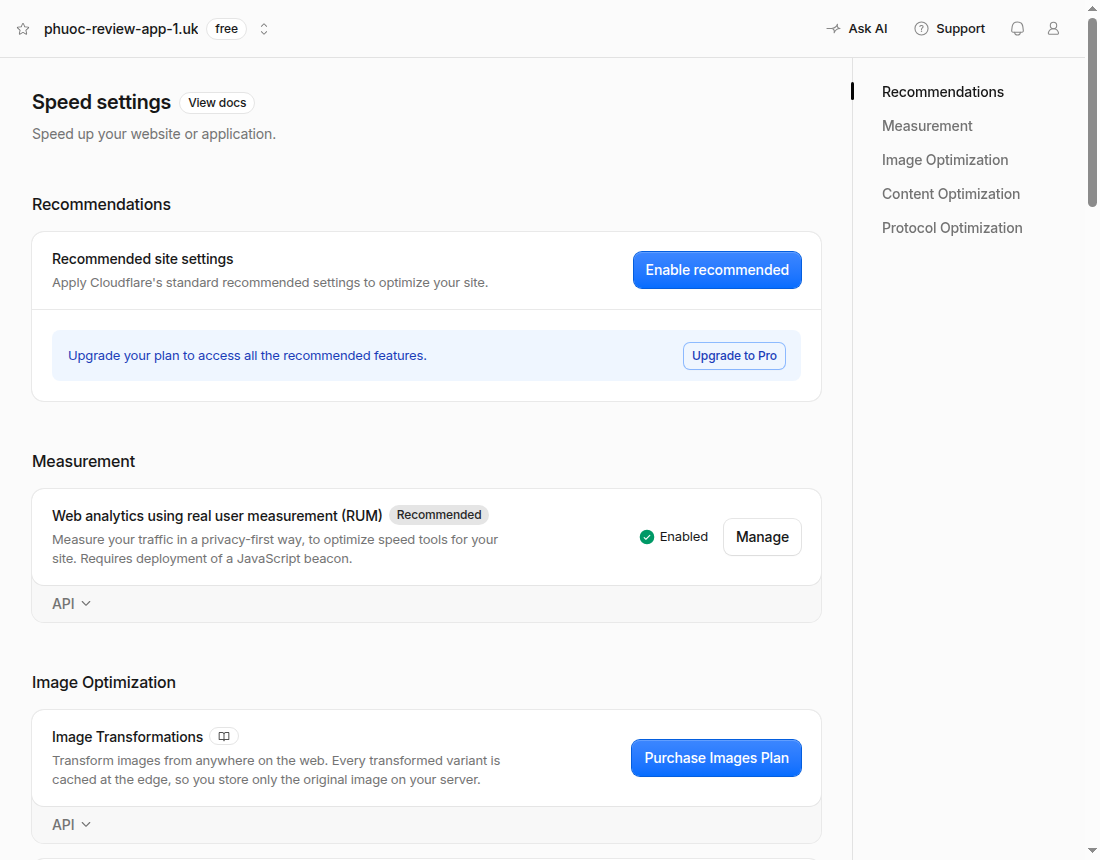 phuoc-review-app-1.uk free
Ask AI
Support
Speed settings View docs
Speed up your website or application.
Recommendations
Recommended site settings
Apply Cloudflare's standard recommended settings to optimize your site.
Enable recommended
Upgrade your plan to access all the recommended features.
Upgrade to Pro
Measurement
Web analytics using real user measurement (RUM) Recommended
Measure your traffic in a privacy-first way, to optimize speed tools for your
site. Requires deployment of a JavaScript beacon.
Enabled
Manage
API
Image Optimization
Image Transformations
Transform images from anywhere on the web. Every transformed variant is
cached at the edge, so you store only the original image on your server.
Purchase Images Plan
API
Recommendations
Measurement
Image Optimization
Content Optimization
Protocol Optimization